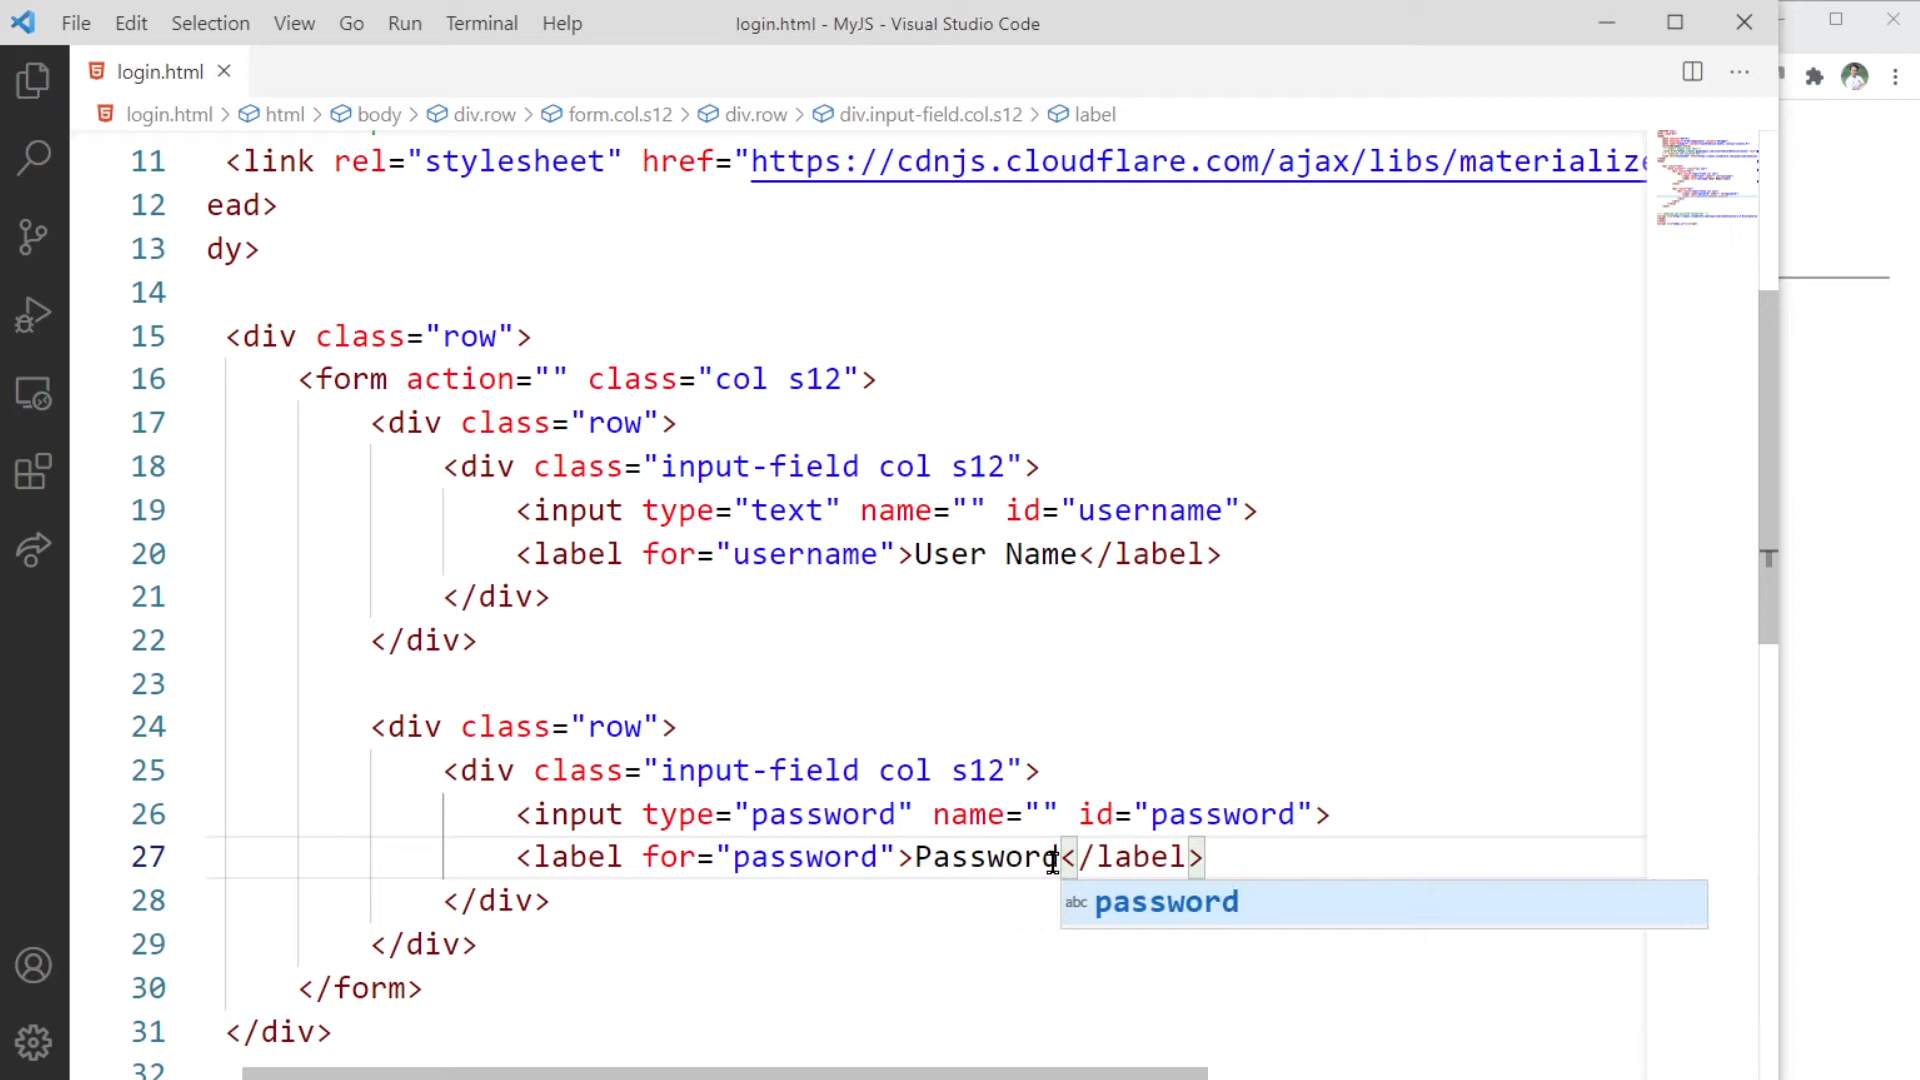 File Edit Selection View Go Run Terminal Help login.html - MyJS - Visual Studio Code
login.html
login.html > html > body > div.row > form.col.s12 > div.row > div.input-field.col.s12 > label
11 <link rel="stylesheet" href="https://cdnjs.cloudflare.com/ajax/libs/materialize
12 ead>
13 dy>
14
15 <div class="row">
16 <form action="" class="col s12">
17 <div class="row">
18 <div class="input-field col s12">
19 <input type="text" name="" id="username">
20 <label for="username">User Name</label>
21 </div>
22 </div>
23
24 <div class="row">
25 <div class="input-field col s12">
26 <input type="password" name="" id="password">
27 <label for="password">Password</label>
abc password
28 </div>
29 </div>
30 </form>
31 </div>
32